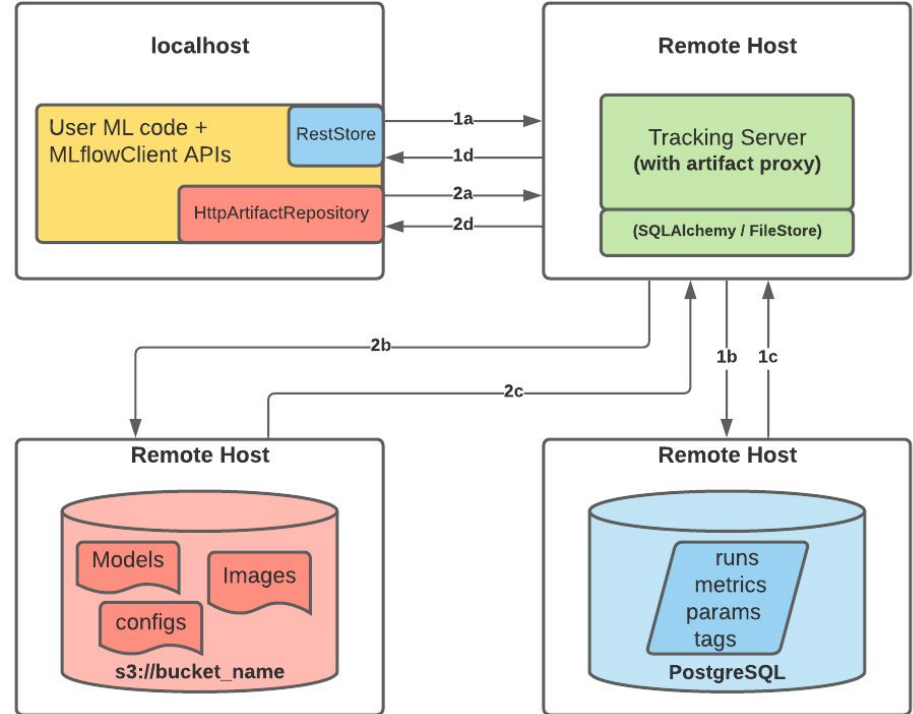 localhost
Remote Host
User ML code +
MLflowClient APIs
RestStore
HttpArtifactRepository
1a
1d
2a
2d
Tracking Server
(with artifact proxy)
(SQLAlchemy / FileStore)
2b
2c
1b
1c
Remote Host
Models
Images
configs
s3://bucket_name
Remote Host
runs
metrics
params
tags
PostgreSQL